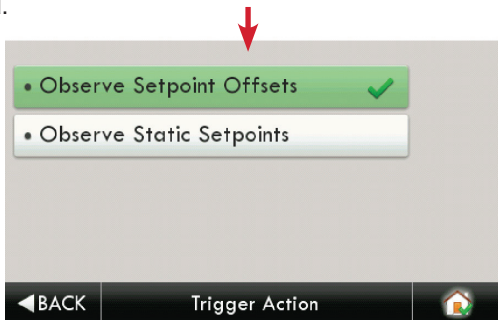 • Observe Setpoint Offsets
• Observe Static Setpoints
BACK Trigger Action